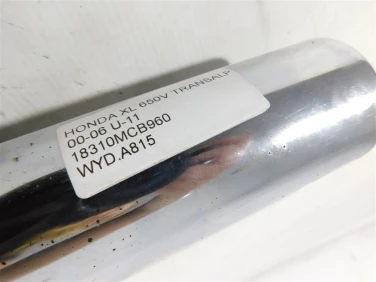 HONDA XL 650V TRANSALP
00-06 U-11
18310MCB960
WYD.A815